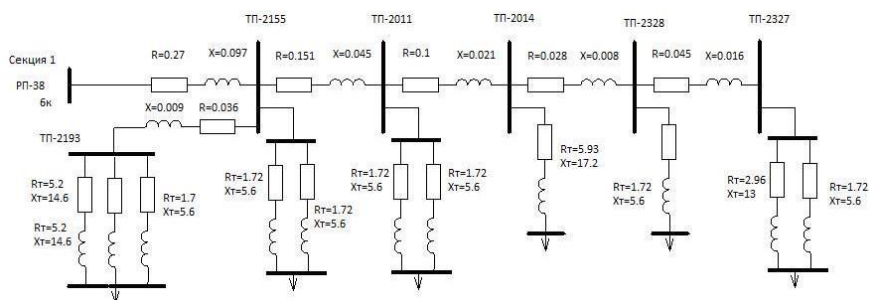 ТП-2155
ТП-2011
ТП-2014
ТП-2328
ТП-2327
Секция 1
РП-38
6к
R=0.27
X=0.097
R=0.151
X=0.045
R=0.1
X=0.021
R=0.028
X=0.008
R=0.045
X=0.016
X=0.009
R=0.036
ТП-2193
Rт=5.2
Xт=14.6
Rт=5.2
Xт=14.6
Rт=1.7
Xт=5.6
Rт=1.72
Xт=5.6
Rт=1.72
Xт=5.6
Rт=1.72
Xт=5.6
Rт=1.72
Xт=5.6
Rт=5.93
Xт=17.2
Rт=1.72
Xт=5.6
Rт=2.96
Xт=13
Rт=1.72
Xт=5.6